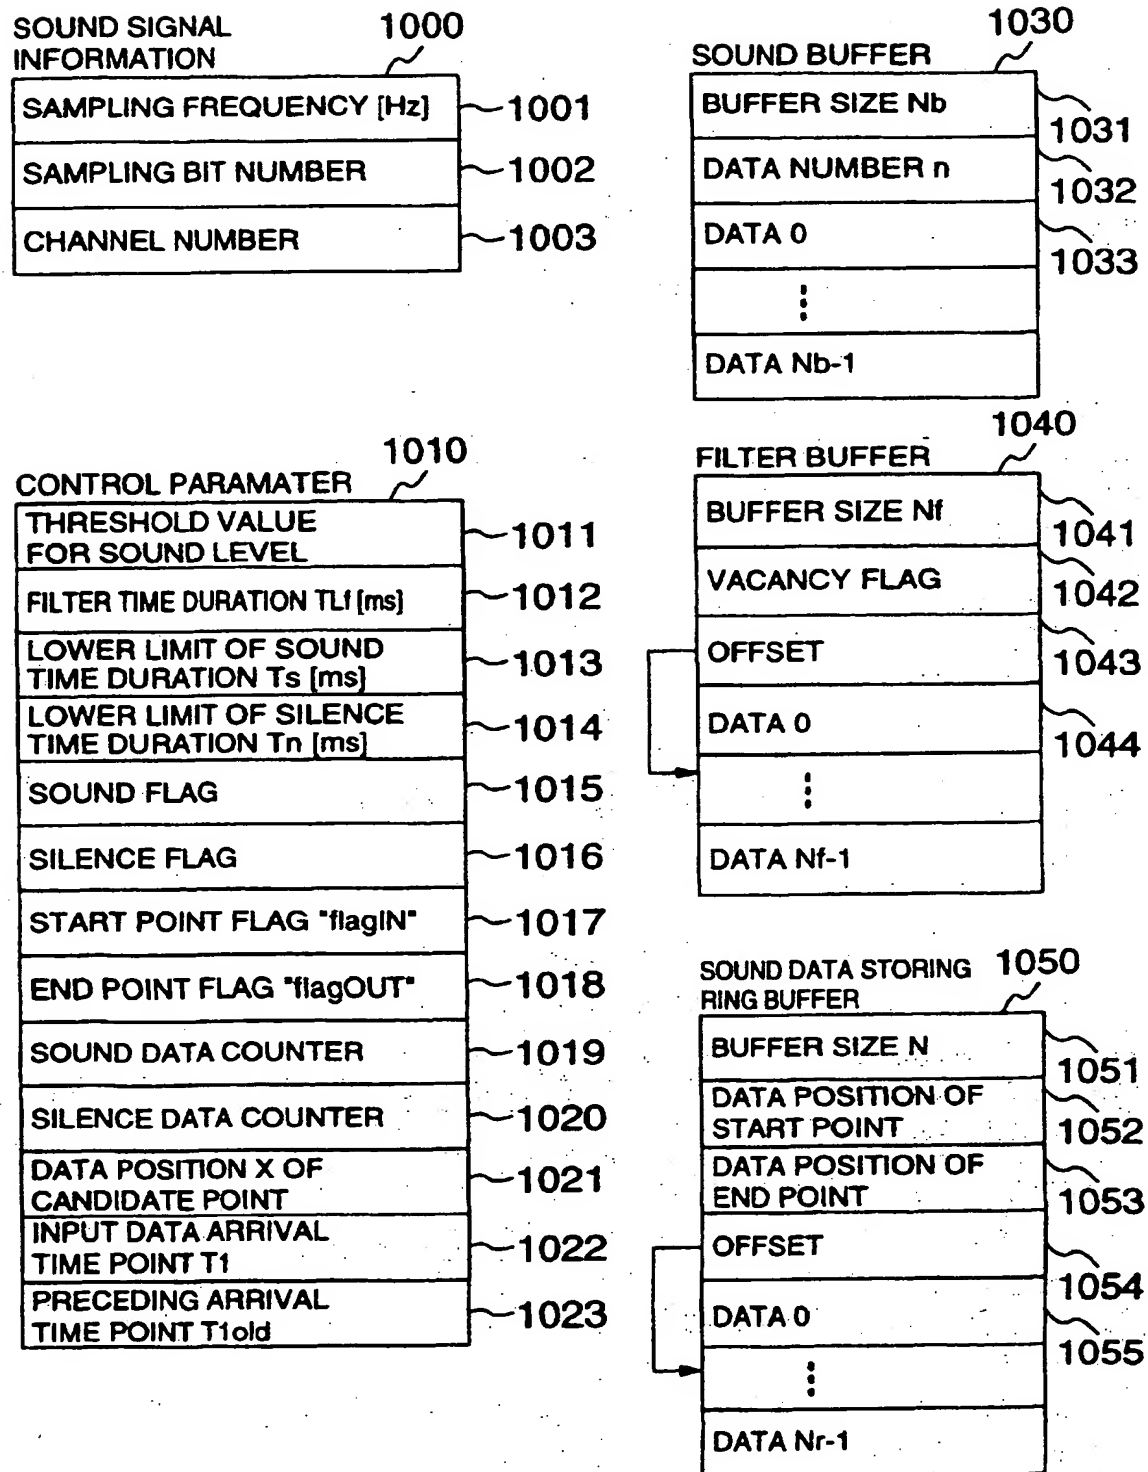 SOUND SIGNAL
INFORMATION
1000
SAMPLING FREQUENCY [Hz]
1001
SAMPLING BIT NUMBER
1002
CHANNEL NUMBER
1003
CONTROL PARAMATER
1010
THRESHOLD VALUE
FOR SOUND LEVEL
1011
FILTER TIME DURATION TLf [ms]
1012
LOWER LIMIT OF SOUND
TIME DURATION Ts [ms]
1013
LOWER LIMIT OF SILENCE
TIME DURATION Tn [ms]
1014
SOUND FLAG
1015
SILENCE FLAG
1016
START POINT FLAG "flagIN"
1017
END POINT FLAG "flagOUT"
1018
SOUND DATA COUNTER
1019
SILENCE DATA COUNTER
1020
DATA POSITION X OF
CANDIDATE POINT
1021
INPUT DATA ARRIVAL
TIME POINT T1
1022
PRECEDING ARRIVAL
TIME POINT T1old
1023
SOUND BUFFER
1030
BUFFER SIZE Nb
1031
DATA NUMBER n
1032
DATA 0
1033
DATA Nb-1
FILTER BUFFER
1040
BUFFER SIZE Nf
1041
VACANCY FLAG
1042
OFFSET
1043
DATA 0
1044
DATA Nf-1
SOUND DATA STORING
RING BUFFER
1050
BUFFER SIZE N
1051
DATA POSITION OF
START POINT
1052
DATA POSITION OF
END POINT
1053
OFFSET
1054
DATA 0
1055
DATA Nr-1